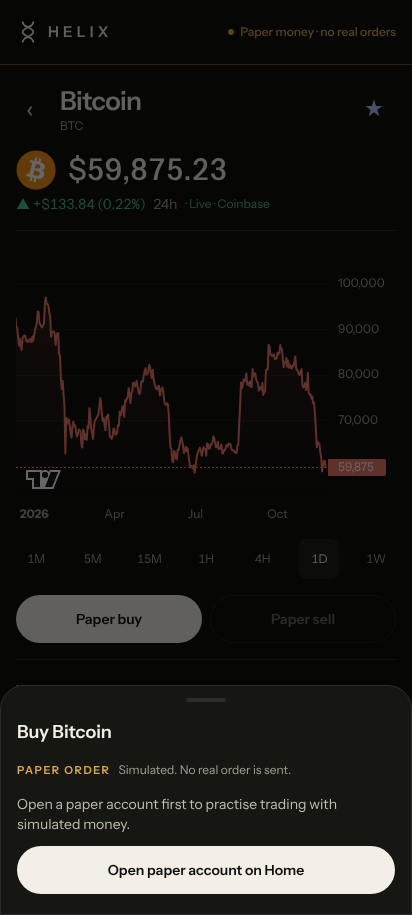 HELIX
Paper money · no real orders
Bitcoin
BTC
$59,875.23
+$133.84 (0.22%) 24h · Live · Coinbase
100,000
90,000
80,000
70,000
59,875
2026 Apr Jul Oct
1M 5M 15M 1H 4H 1D 1W
Paper buy Paper sell
Buy Bitcoin
PAPER ORDER Simulated. No real order is sent.
Open a paper account first to practise trading with
simulated money.
Open paper account on Home